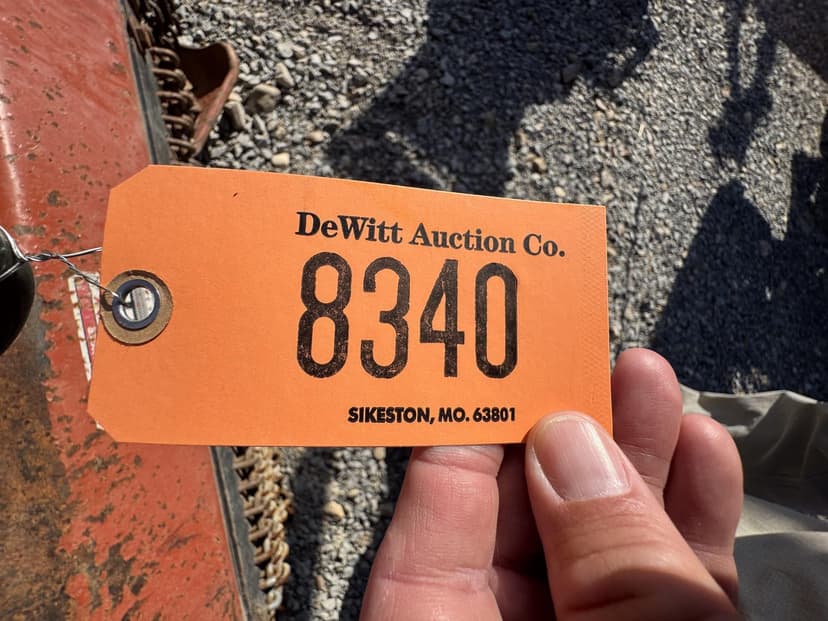 DeWitt Auction Co.
8340
SIKESTON, MO. 63801